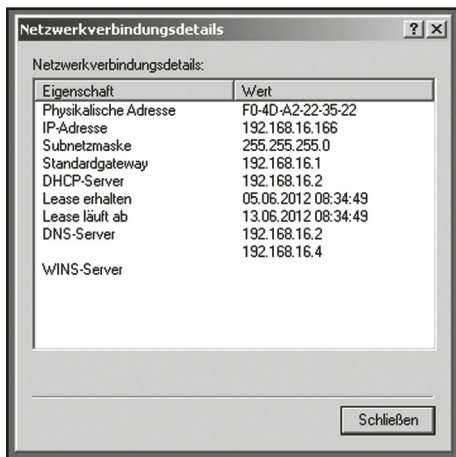 Netzwerkverbindungsdetails
Netzwerkverbindungsdetails:
Eigenschaft Wert
Physikalische Adresse F0-4D-A2-22-35-22
IP-Adresse 192.168.16.166
Subnetzmaske 255.255.255.0
Standardgateway 192.168.16.1
DHCP-Server 192.168.16.2
Lease erhalten 05.06.2012 08:34:49
Lease läuft ab 13.06.2012 08:34:49
DNS-Server 192.168.16.2
192.168.16.4
WINS-Server
Schließen